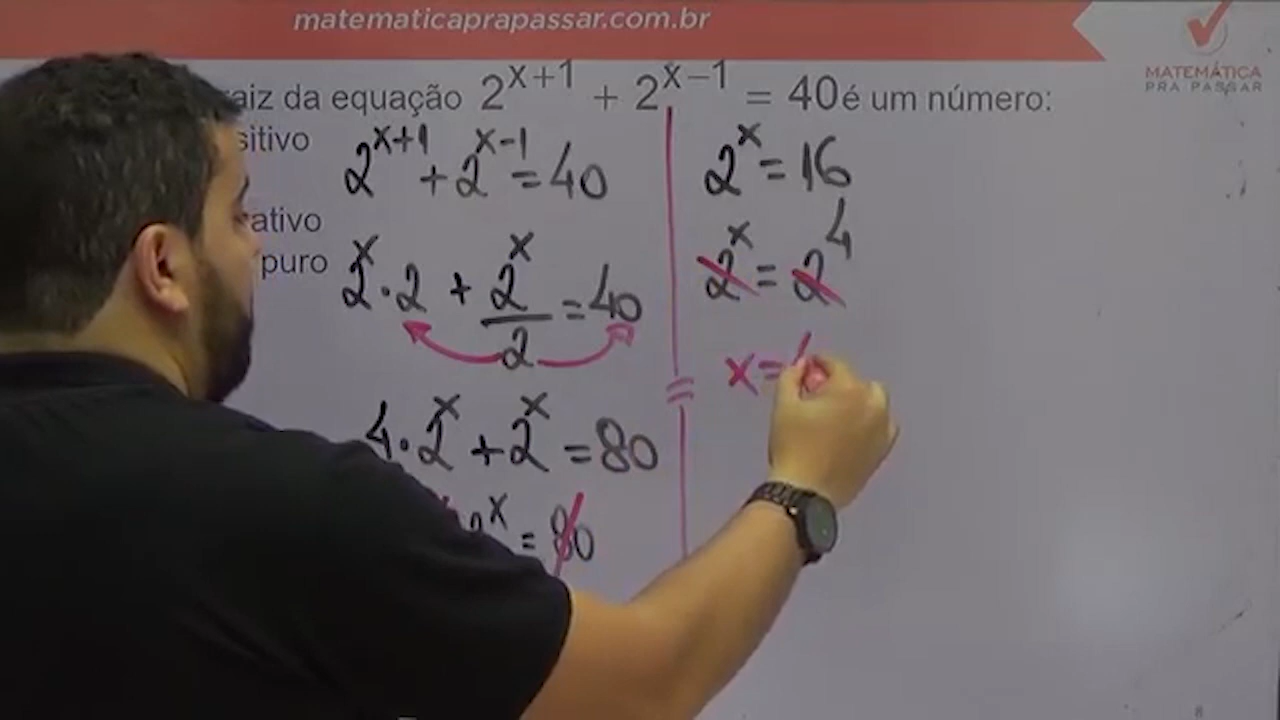 matematicaprapassar.com.br
MATEMÁTICA
PRA PASSAR
raiz da equação 2^{x+1} + 2^{x-1} = 40 é um número:
sitivo
ativo
puro
2^{x+1} + 2^{x-1} = 40
2^x · 2 + 2^x/2 = 40
4 · 2^x + 2^x = 80
2^x = 80
2^x = 16
2^x = 2^4
x =
8